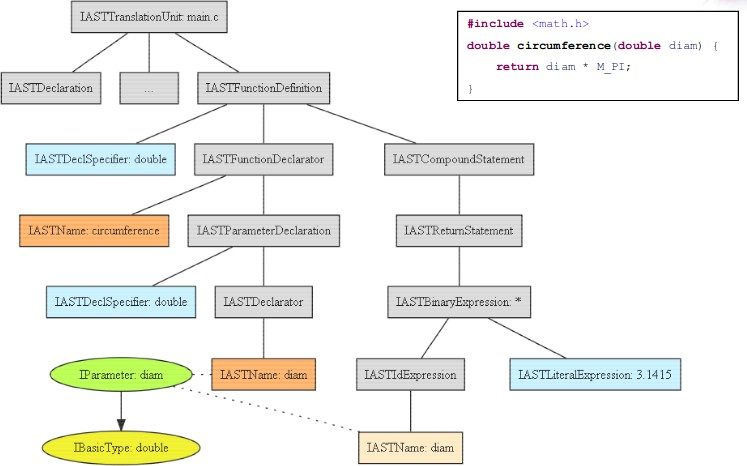 IASTTranslationUnit: main.c
#include <math.h>
double circumference(double diam) {
return diam * M_PI;
}
IASTDeclaration
...
IASTFunctionDefinition
IASTDeclSpecifier: double
IASTFunctionDeclarator
IASTCompoundStatement
IASTName: circumference
IASTParameterDeclaration
IASTReturnStatement
IASTDeclSpecifier: double
IASTDeclarator
IASTBinaryExpression: *
IParameter: diam
IASTName: diam
IASTIdExpression
IASTLiteralExpression: 3.1415
IBasicType: double
IASTName: diam